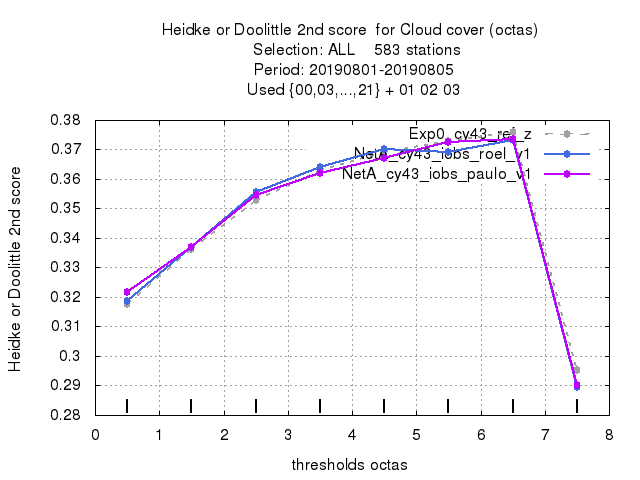 Heidke or Doolittle 2nd score  for Cloud cover (octas)
Selection: ALL    583 stations
Period: 20190801-20190805
Used {00,03,...,21} + 01 02 03
Heidke or Doolittle 2nd score
0.38
0.37
0.36
0.35
0.34
0.33
0.32
0.31
0.3
0.29
0.28
Exp0_cy43-ref_z
NetA_cy43_iobs_roel_v1
NetA_cy43_iobs_paulo_v1
0 1 2 3 4 5 6 7 8
thresholds octas